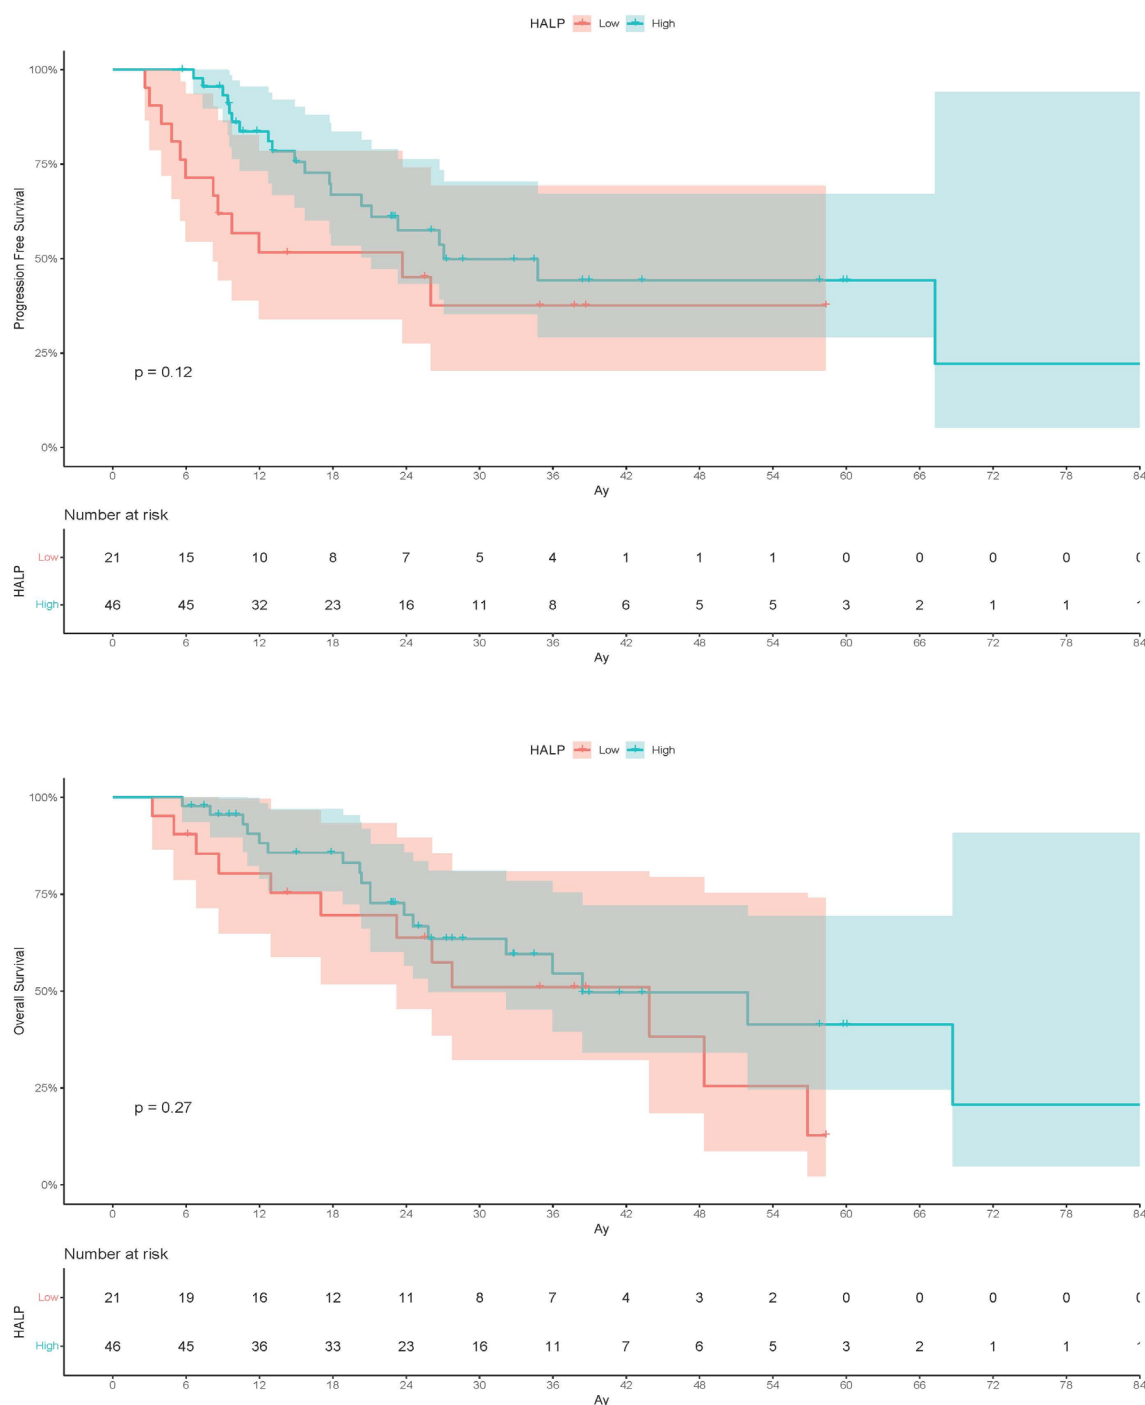 HALP Low High
100%
75%
50%
25%
0%
Progression Free Survival
p = 0.12
0 6 12 18 24 30 36 42 48 54 60 66 72 78 84
Ay
Number at risk
HALP
Low 21 15 10 8 7 5 4 1 1 1 0 0 0 0
High 46 45 32 23 16 11 8 6 5 5 3 2 1 1
0 6 12 18 24 30 36 42 48 54 60 66 72 78 84
Ay
HALP Low High
100%
75%
50%
25%
0%
Overall Survival
p = 0.27
0 6 12 18 24 30 36 42 48 54 60 66 72 78 84
Ay
Number at risk
HALP
Low 21 19 16 12 11 8 7 4 3 2 0 0 0 0
High 46 45 36 33 23 16 11 7 6 5 3 2 1 1
0 6 12 18 24 30 36 42 48 54 60 66 72 78 84
Ay